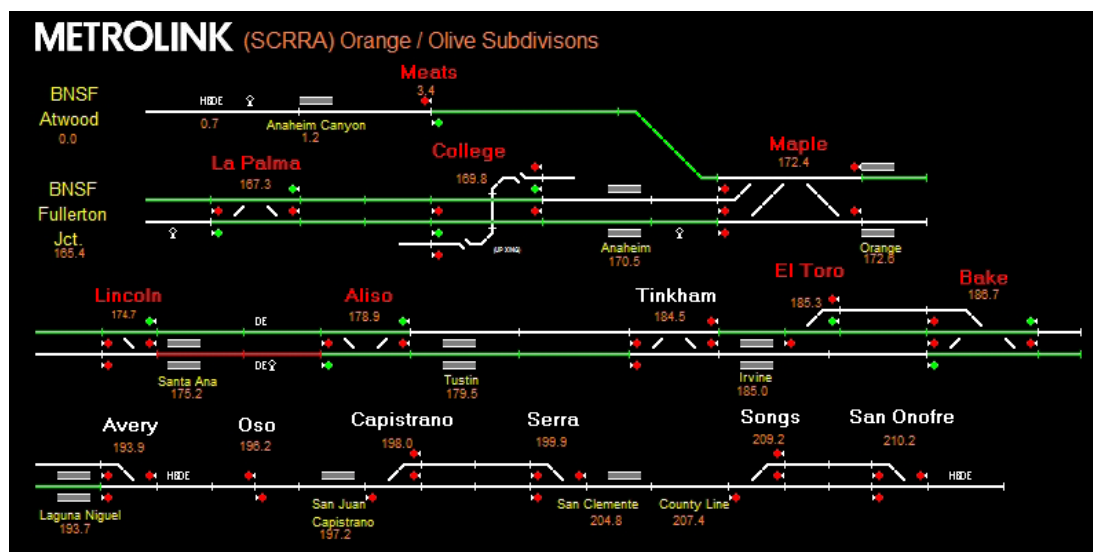 METROLINK (SCRRA) Orange / Olive Subdivisons
Meats
3.4
BNSF
Atwood
0.0
HBDE
0.7
Anaheim Canyon
1.2
La Palma
167.3
College
169.8
Maple
172.4
BNSF
Fullerton
Jct.
165.4
(UP XING)
Anaheim
170.5
Orange
172.6
Lincoln
174.7
DE
Aliso
178.9
Tinkham
184.5
El Toro
185.3
Bake
186.7
DE
Santa Ana
175.2
Tustin
179.5
Irvine
185.0
Avery
193.9
Oso
196.2
Capistrano
198.0
Serra
199.9
Songs
209.2
San Onofre
210.2
HBDE
HBDE
Laguna Niguel
193.7
San Juan
Capistrano
197.2
San Clemente
204.8
County Line
207.4